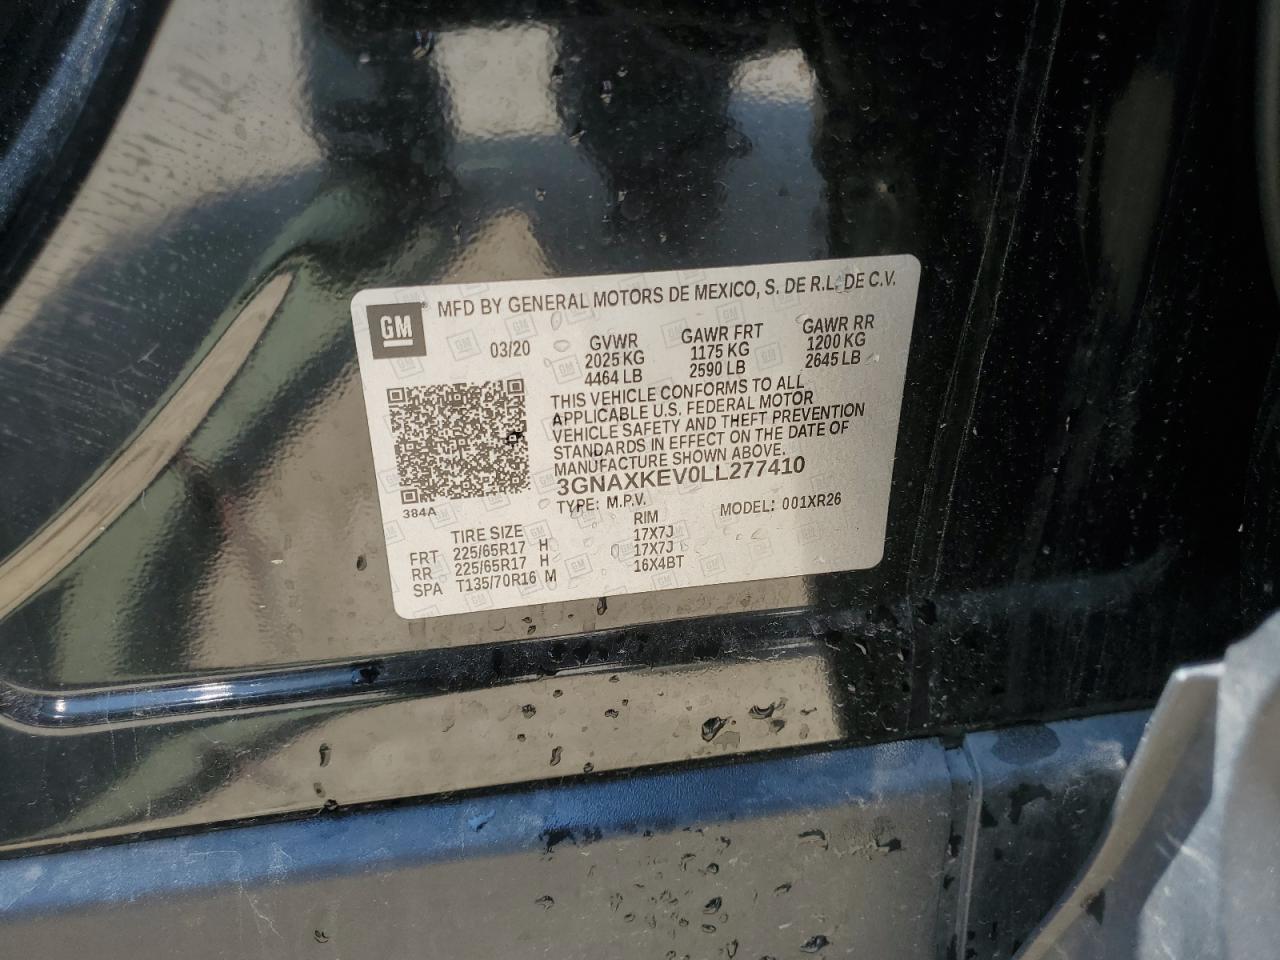 GM
MFD BY GENERAL MOTORS DE MEXICO, S. DE R.L. DE C.V.
03/20
GVWR GAWR FRT GAWR RR
2025 KG 1175 KG 1200 KG
4464 LB 2590 LB 2645 LB
THIS VEHICLE CONFORMS TO ALL
APPLICABLE U.S. FEDERAL MOTOR
VEHICLE SAFETY AND THEFT PREVENTION
STANDARDS IN EFFECT ON THE DATE OF
MANUFACTURE SHOWN ABOVE.
3GNAXKEV0LL277410
TYPE: M.P.V. MODEL: 001XR26
384A
TIRE SIZE RIM
FRT 225/65R17 H 17X7J
RR 225/65R17 H 17X7J
SPA T135/70R16 M 16X4BT